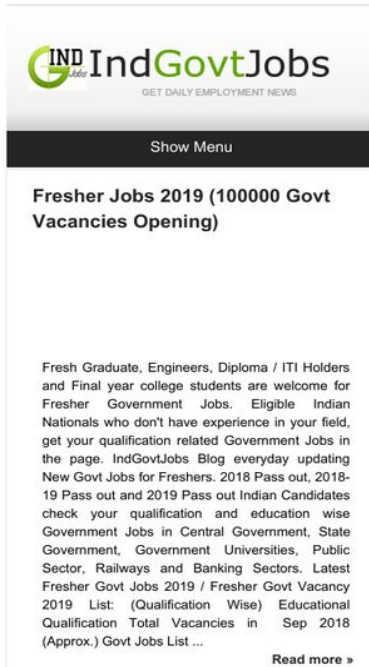 IND
Jobs
IndGovtJobs
GET DAILY EMPLOYMENT NEWS
Show Menu
Fresher Jobs 2019 (100000 Govt
Vacancies Opening)
Fresh Graduate, Engineers, Diploma / ITI Holders
and Final year college students are welcome for
Fresher Government Jobs. Eligible Indian
Nationals who don't have experience in your field,
get your qualification related Government Jobs in
the page. IndGovtJobs Blog everyday updating
New Govt Jobs for Freshers. 2018 Pass out, 2018-
19 Pass out and 2019 Pass out Indian Candidates
check your qualification and education wise
Government Jobs in Central Government, State
Government, Government Universities, Public
Sector, Railways and Banking Sectors. Latest
Fresher Govt Jobs 2019 / Fresher Govt Vacancy
2019 List: (Qualification Wise) Educational
Qualification Total Vacancies in Sep 2018
(Approx.) Govt Jobs List ...
Read more »